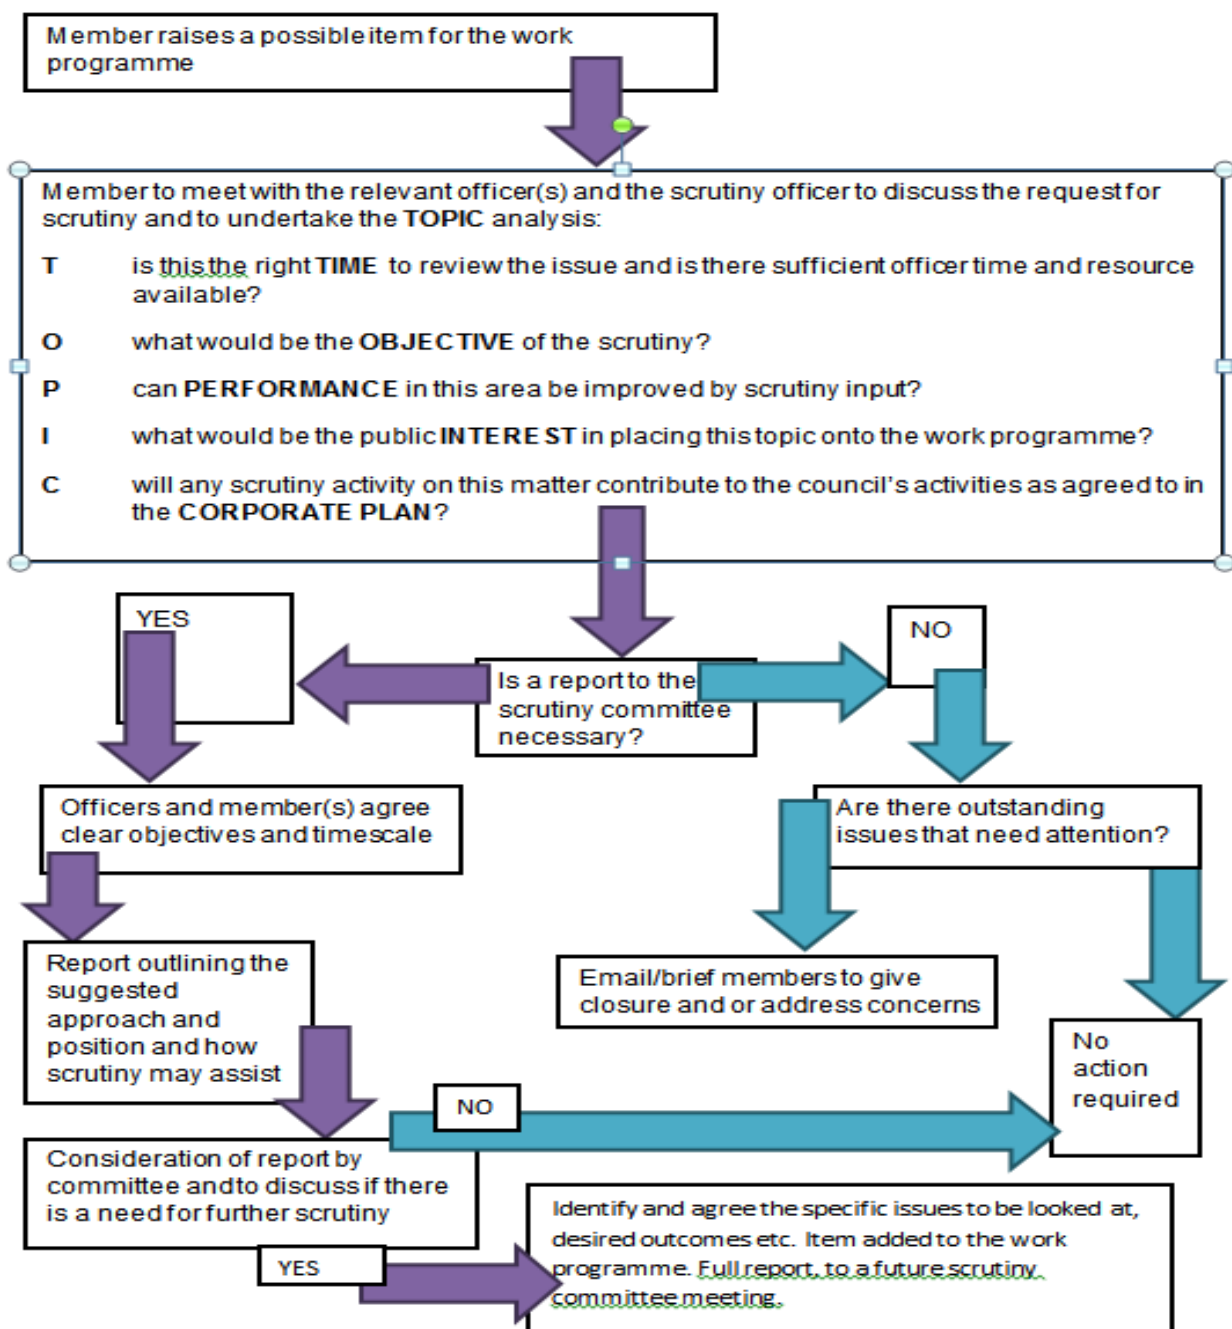 Member raises a possible item for the work
programme
Member to meet with the relevant officer(s) and the scrutiny officer to discuss the request for
scrutiny and to undertake the TOPIC analysis:
T is this the right TIME to review the issue and is there sufficient officer time and resource
available?
O what would be the OBJECTIVE of the scrutiny?
P can PERFORMANCE in this area be improved by scrutiny input?
I what would be the public INTEREST in placing this topic onto the work programme?
C will any scrutiny activity on this matter contribute to the council's activities as agreed to in
the CORPORATE PLAN?
YES
NO
Is a report to the
scrutiny committee
necessary?
Officers and member(s) agree
clear objectives and timescale
Are there outstanding
issues that need attention?
Report outlining the
suggested
approach and
position and how
scrutiny may assist
Email/brief members to give
closure and or address concerns
No
action
required
NO
Consideration of report by
committee and to discuss if there
is a need for further scrutiny
YES
Identify and agree the specific issues to be looked at,
desired outcomes etc. Item added to the work
programme. Full report, to a future scrutiny
committee meeting.